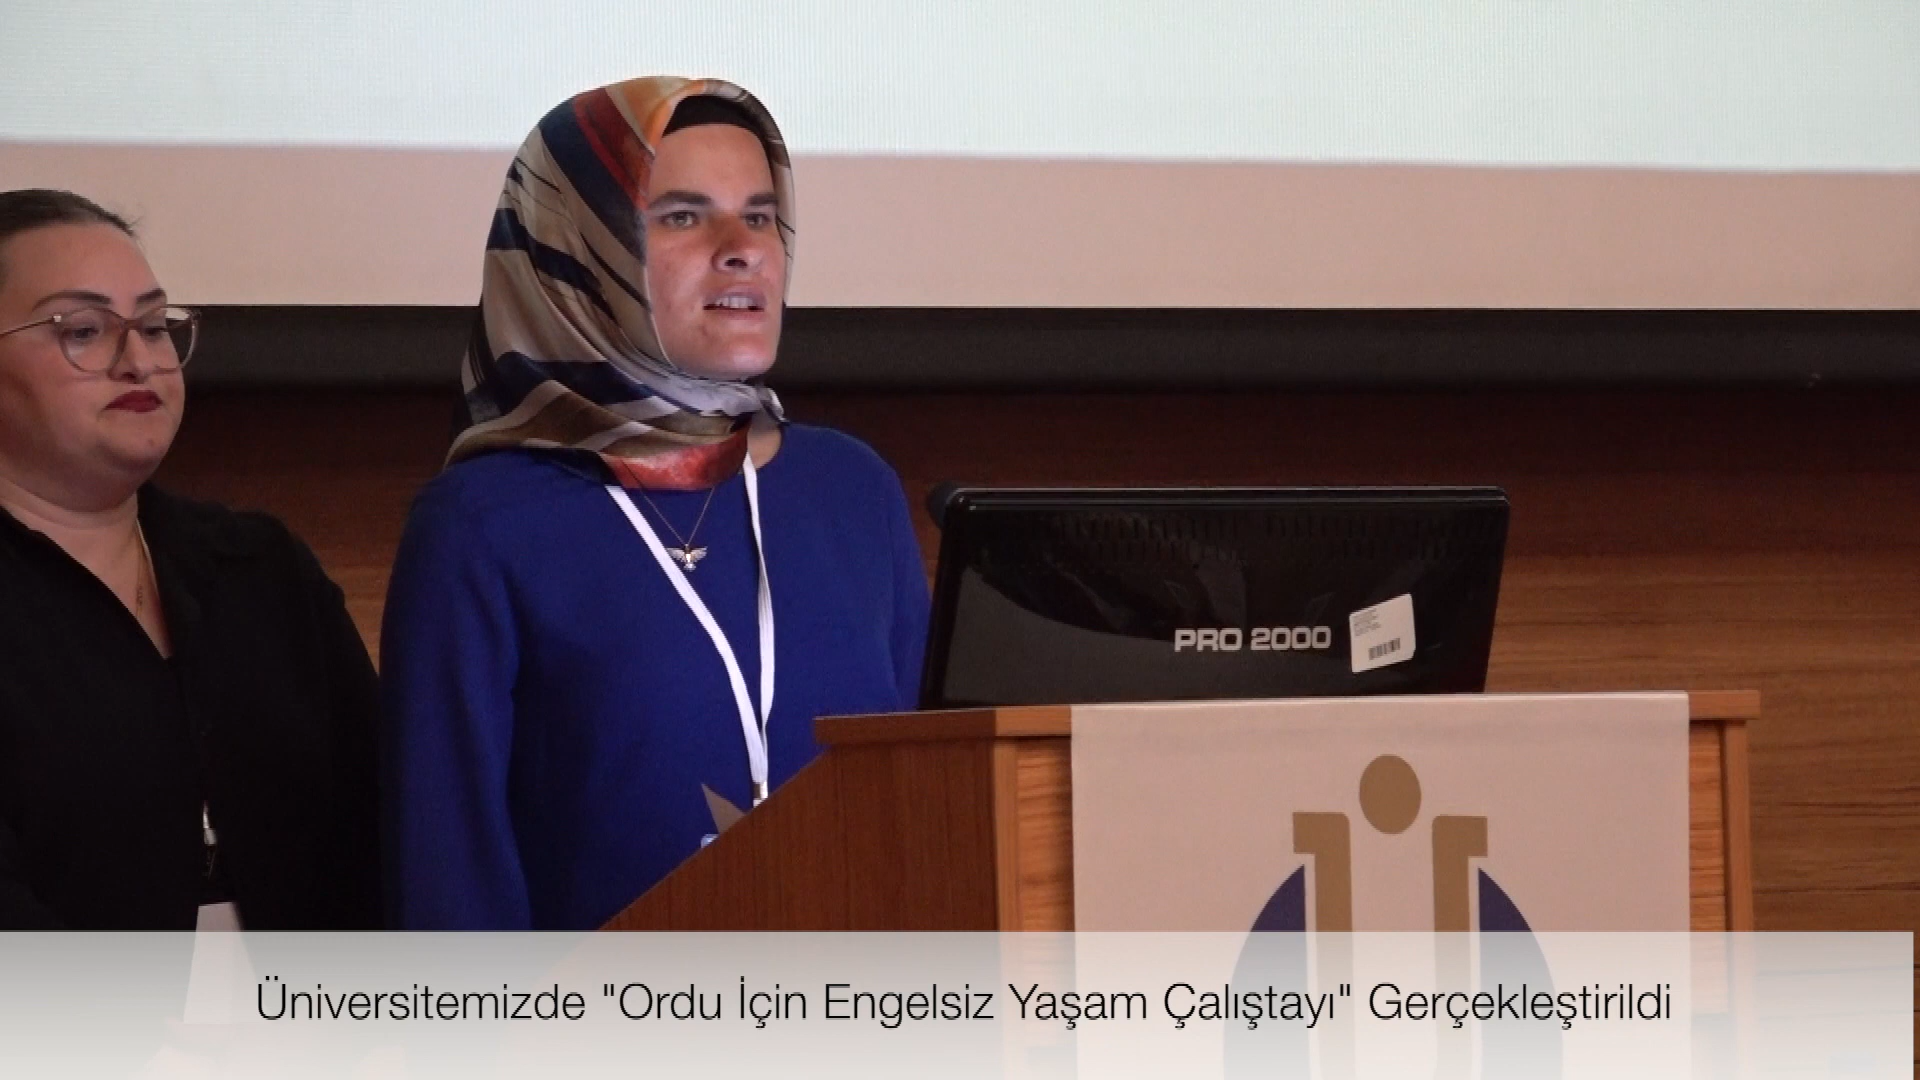 PRO 2000
Üniversitemizde "Ordu İçin Engelsiz Yaşam Çalıştayı" Gerçekleştirildi